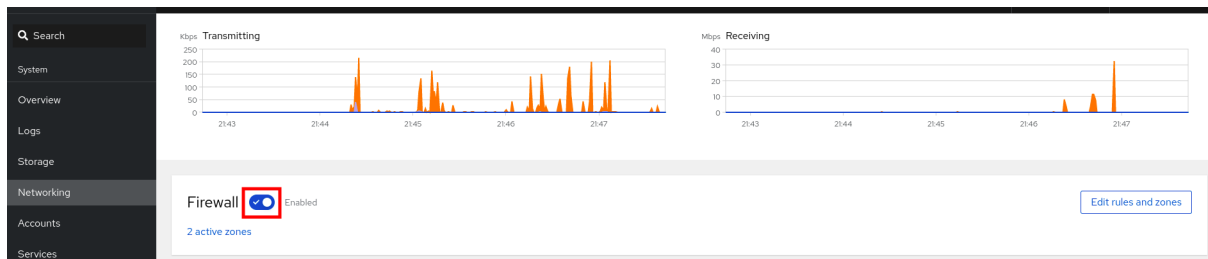 Search
System
Overview
Logs
Storage
Networking
Accounts
Services
Kbps Transmitting
250
200
150
100
50
0
21:43 21:44 21:45 21:46 21:47
Mbps Receiving
40
30
20
10
0
21:43 21:44 21:45 21:46 21:47
Firewall Enabled
Edit rules and zones
2 active zones